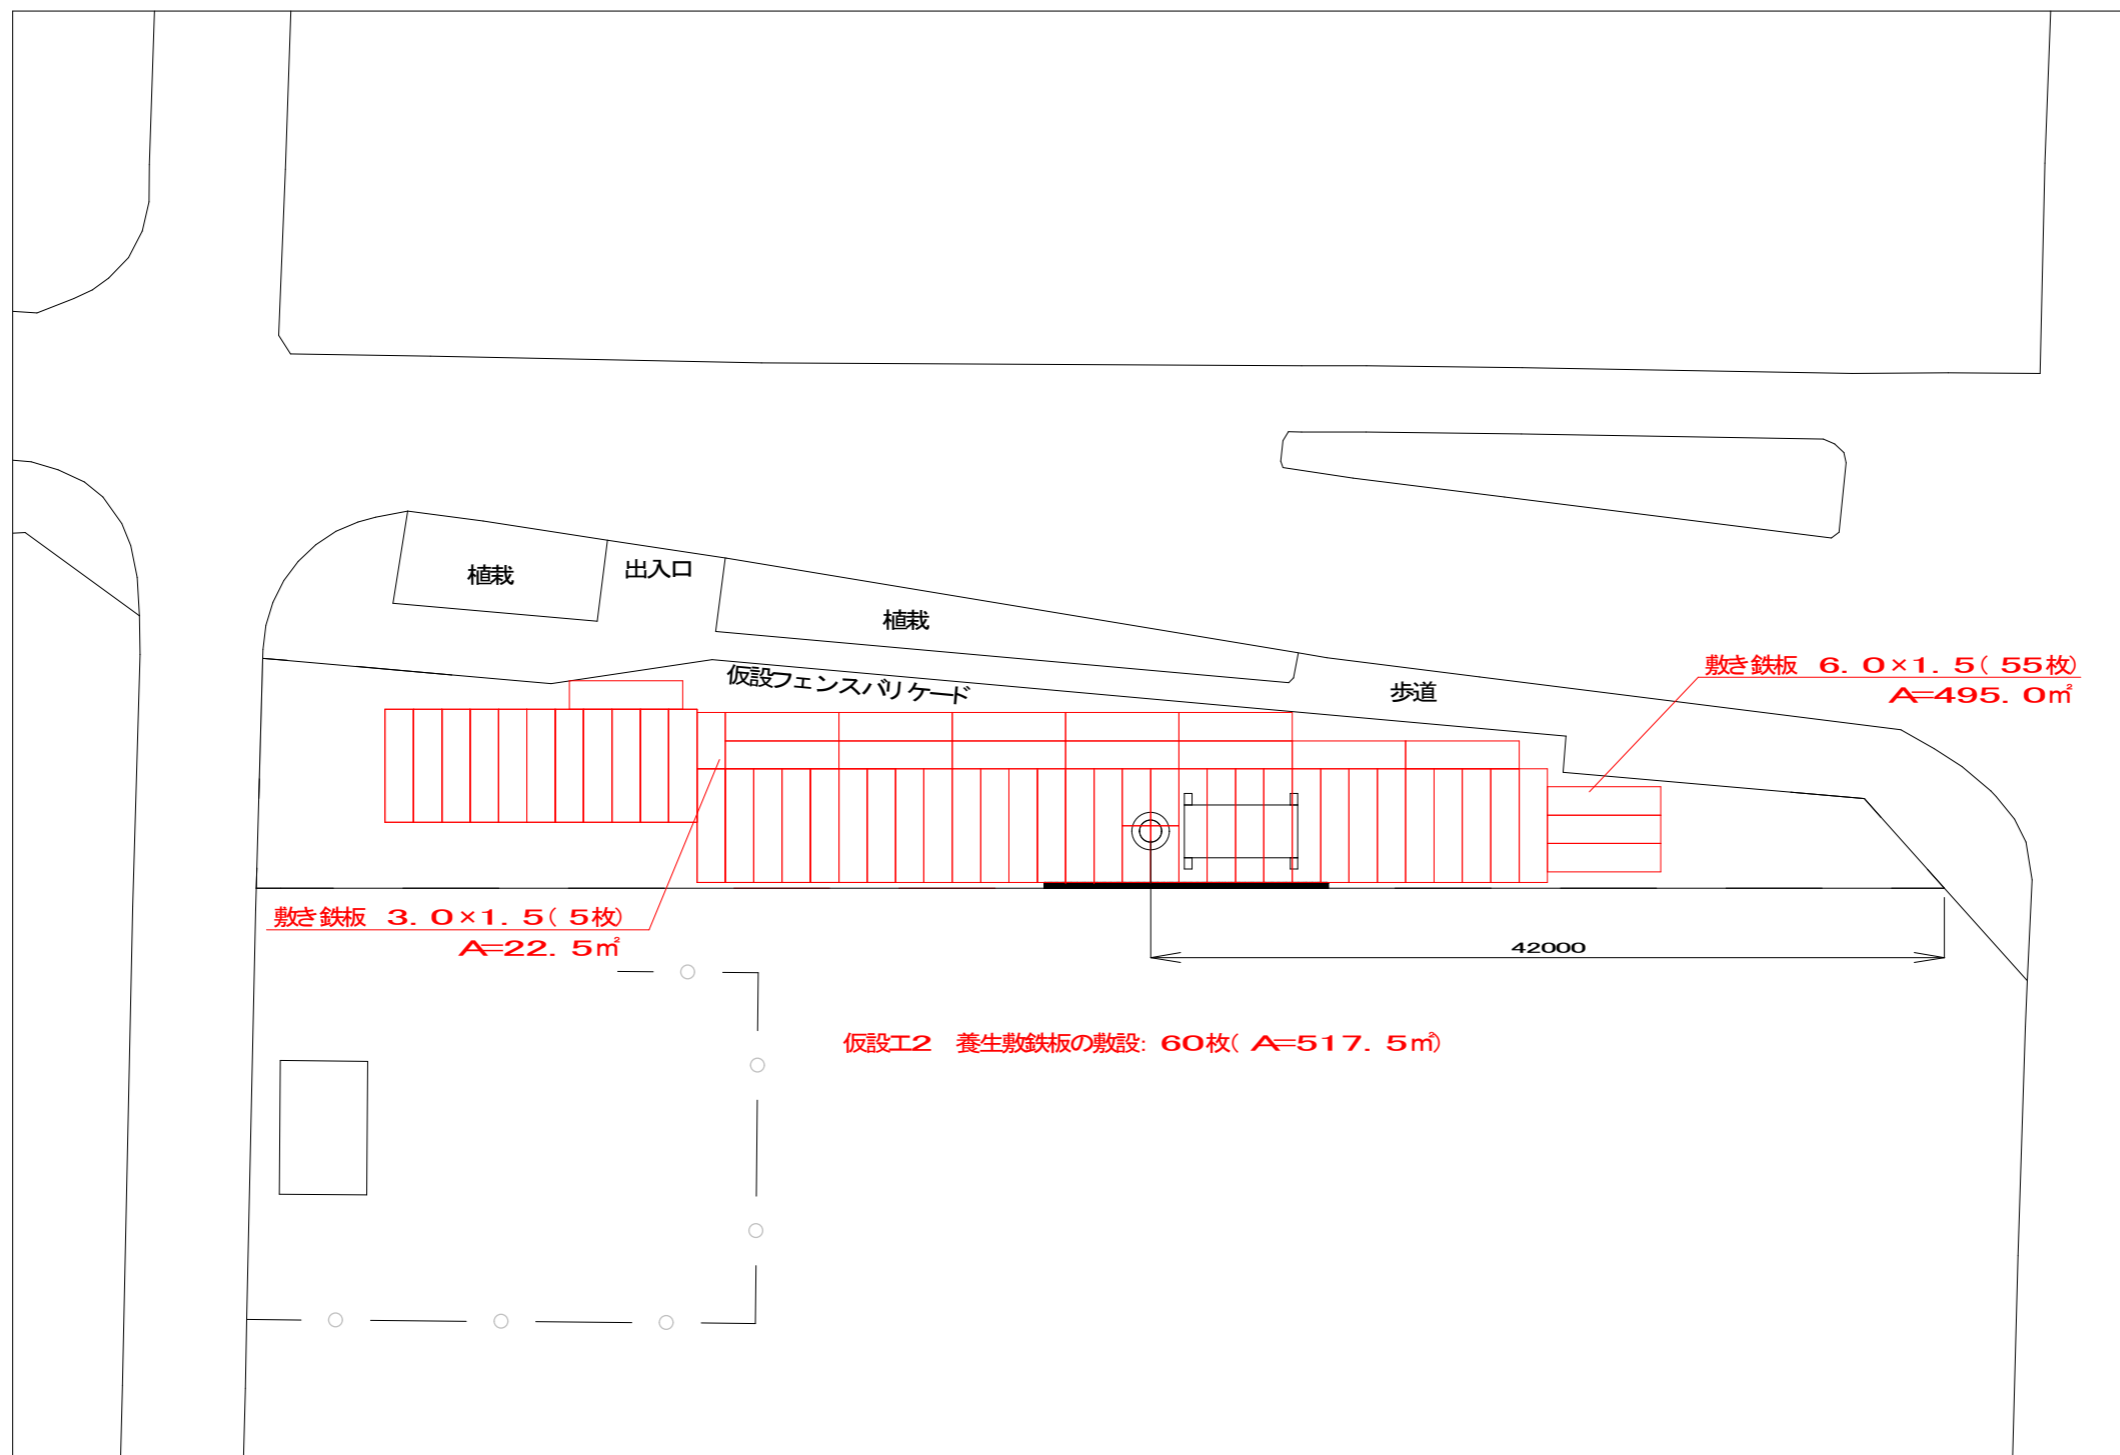 植栽
出入口
植栽
仮設フェンスバリケード
歩道
敷き鉄板 6.0×1.5(55枚)
A=495.0㎡
敷き鉄板 3.0×1.5(5枚)
A=22.5㎡
42000
仮設工2 養生敷鉄板の敷設: 60枚(A=517.5㎡)